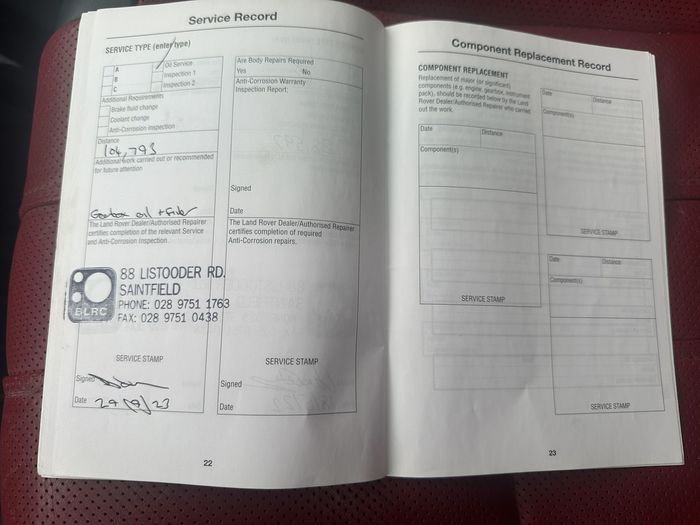 Service Record
SERVICE TYPE (enter type)
A
B
C
Oil Service
Inspection 1
Inspection 2
Additional Requirements
Brake fluid change
Coolant change
Anti-Corrosion inspection
Distance
104,793
Additional work carried out or recommended
for future attention
Gearbox oil + Filter
The Land Rover Dealer/Authorised Repairer
certifies completion of the relevant Service
and Anti-Corrosion Inspection.
BLRC
88 LISTOODER RD.
SAINTFIELD
PHONE: 028 9751 1763
FAX: 028 9751 0438
SERVICE STAMP
Signed
Date 29/9/23
Are Body Repairs Required
Yes No
Anti-Corrosion Warranty
Inspection Report:
Signed
Date
The Land Rover Dealer/Authorised Repairer
certifies completion of required
Anti-Corrosion repairs.
SERVICE STAMP
Signed
Date
22
Component Replacement Record
COMPONENT REPLACEMENT
Replacement of major (or significant)
components (e.g. engine, gearbox, instrument
pack), should be recorded below by the Land
Rover Dealer/Authorised Repairer who carried
out the work.
Date Distance
Component(s)
SERVICE STAMP
Date Distance
Component(s)
SERVICE STAMP
Date Distance
Component(s)
SERVICE STAMP
23